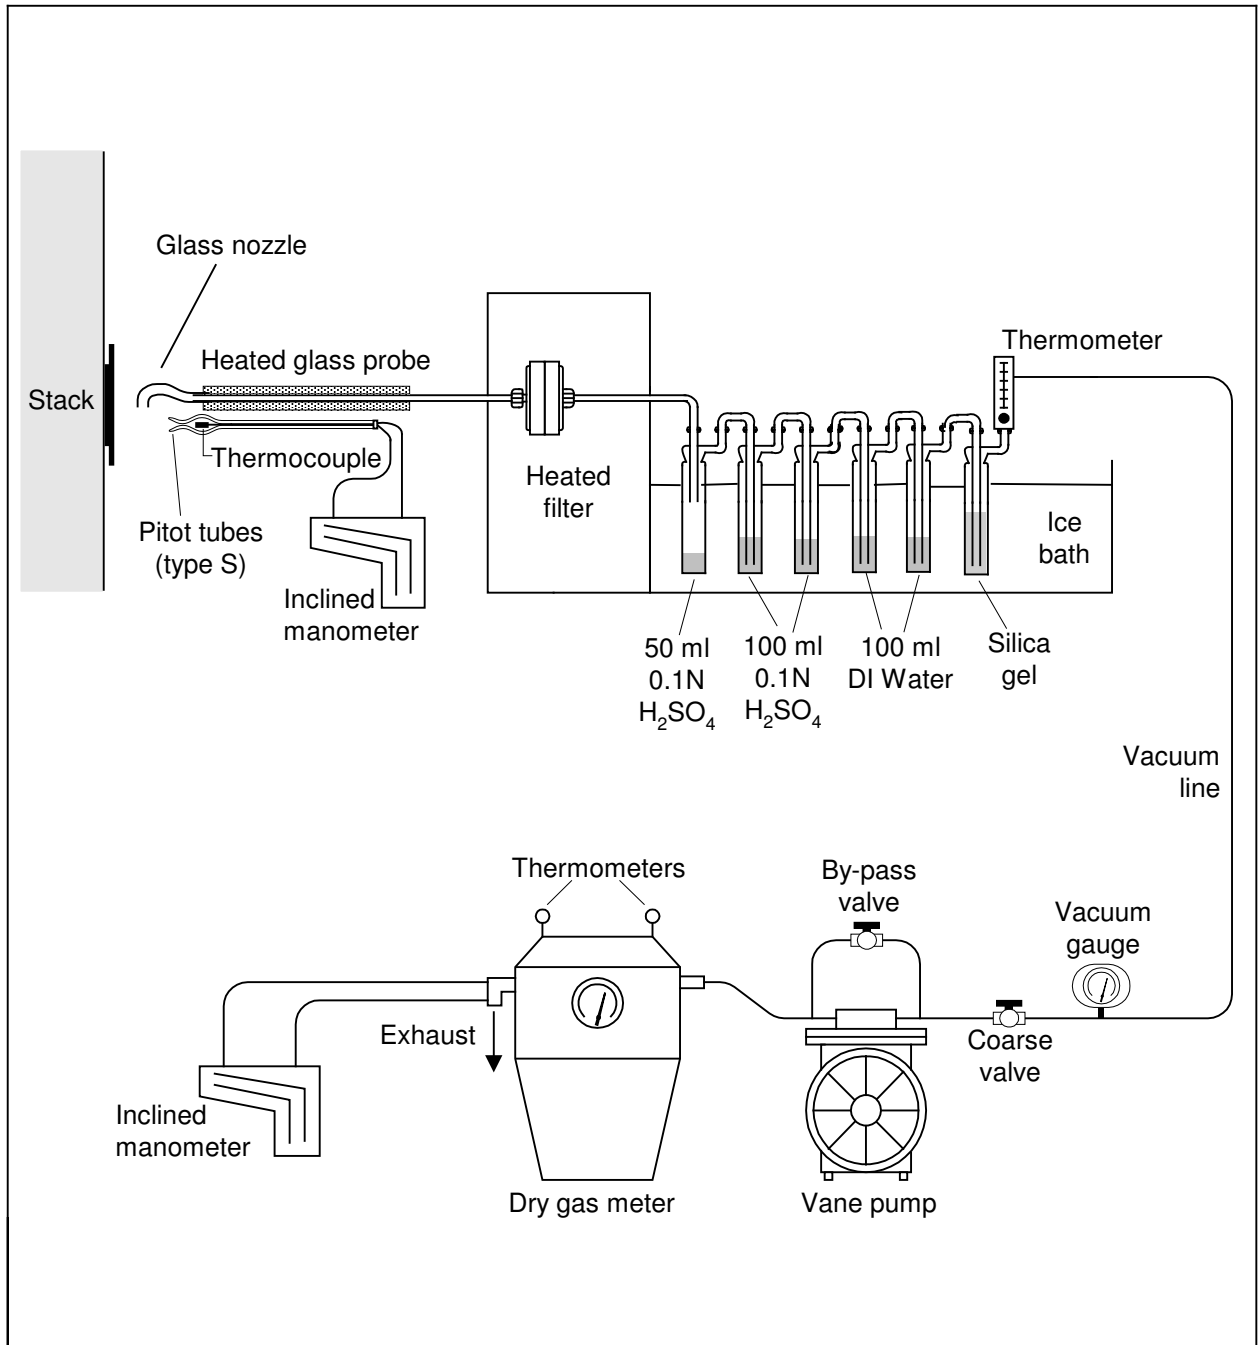 Glass nozzle
Heated glass probe
Thermometer
Stack
Thermocouple
Heated
filter
Ice
bath
Pitot tubes
(type S)
Inclined
manometer
50 ml
0.1N
H₂SO₄
100 ml
0.1N
H₂SO₄
100 ml
DI Water
Silica
gel
Vacuum
line
Thermometers
By-pass
valve
Vacuum
gauge
Exhaust
Coarse
valve
Inclined
manometer
Dry gas meter
Vane pump